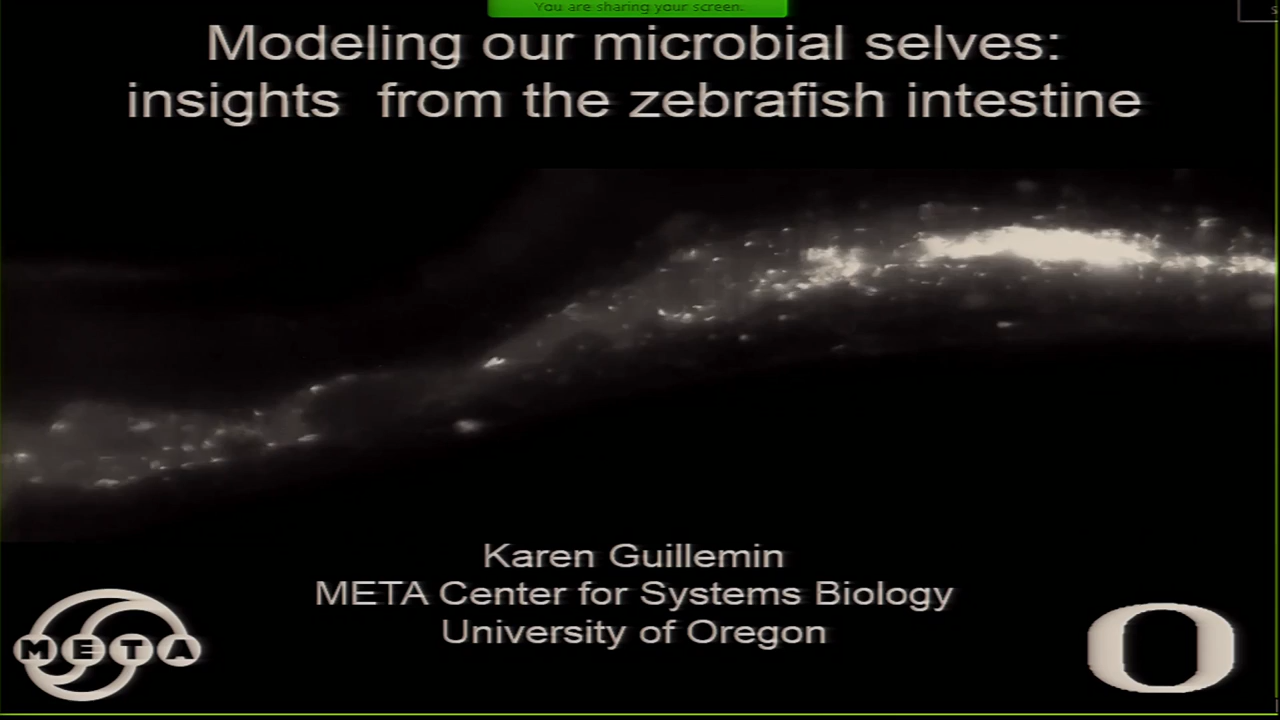 You are sharing your screen.
Modeling our microbial selves:
insights from the zebrafish intestine
Karen Guillemin
META Center for Systems Biology
University of Oregon
META
O